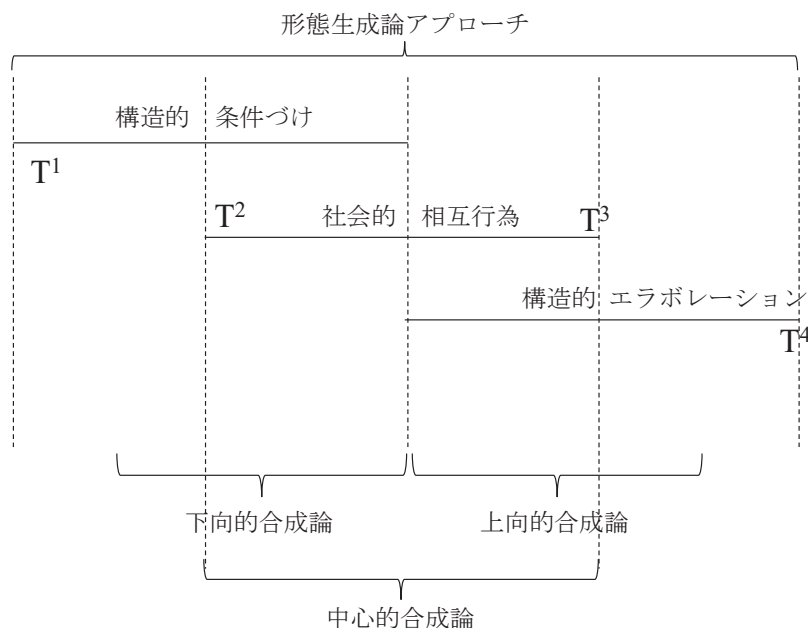 形態生成論アプローチ
構造的 条件づけ
T¹
T² 社会的 相互行為 T³
構造的 エラボレーション
T⁴
下向的合成論 上向的合成論
中心的合成論